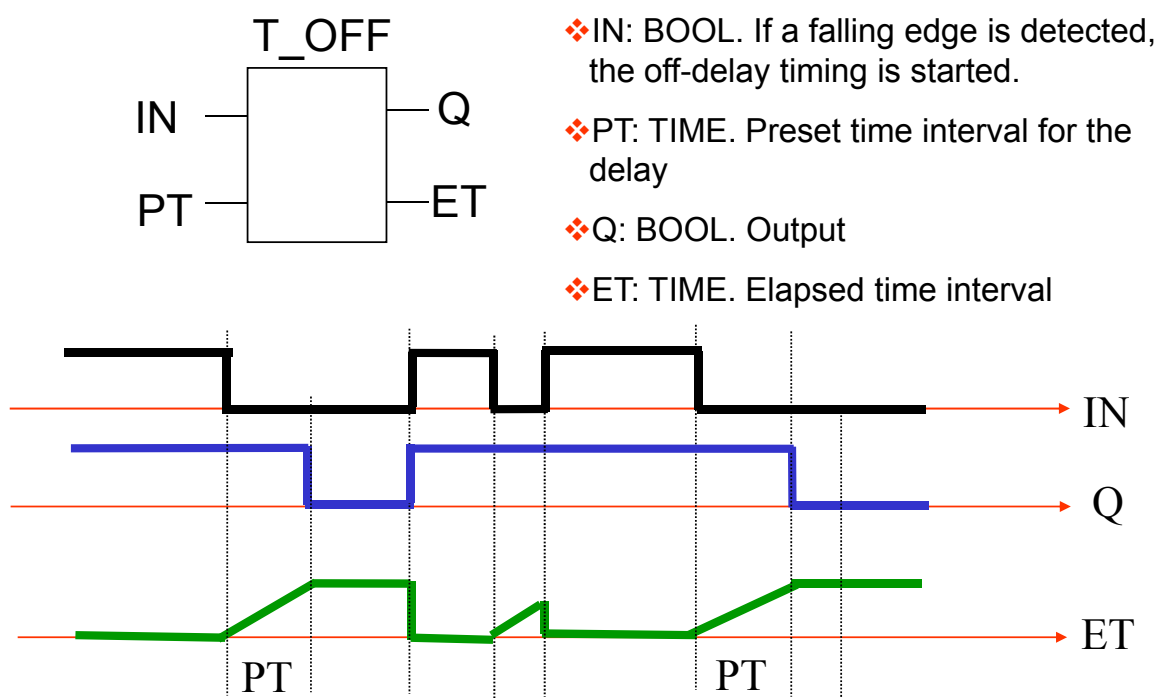 T_OFF
IN
Q
PT
ET
❖IN: BOOL. If a falling edge is detected,
the off-delay timing is started.
❖PT: TIME. Preset time interval for the
delay
❖Q: BOOL. Output
❖ET: TIME. Elapsed time interval
IN
Q
ET
PT
PT